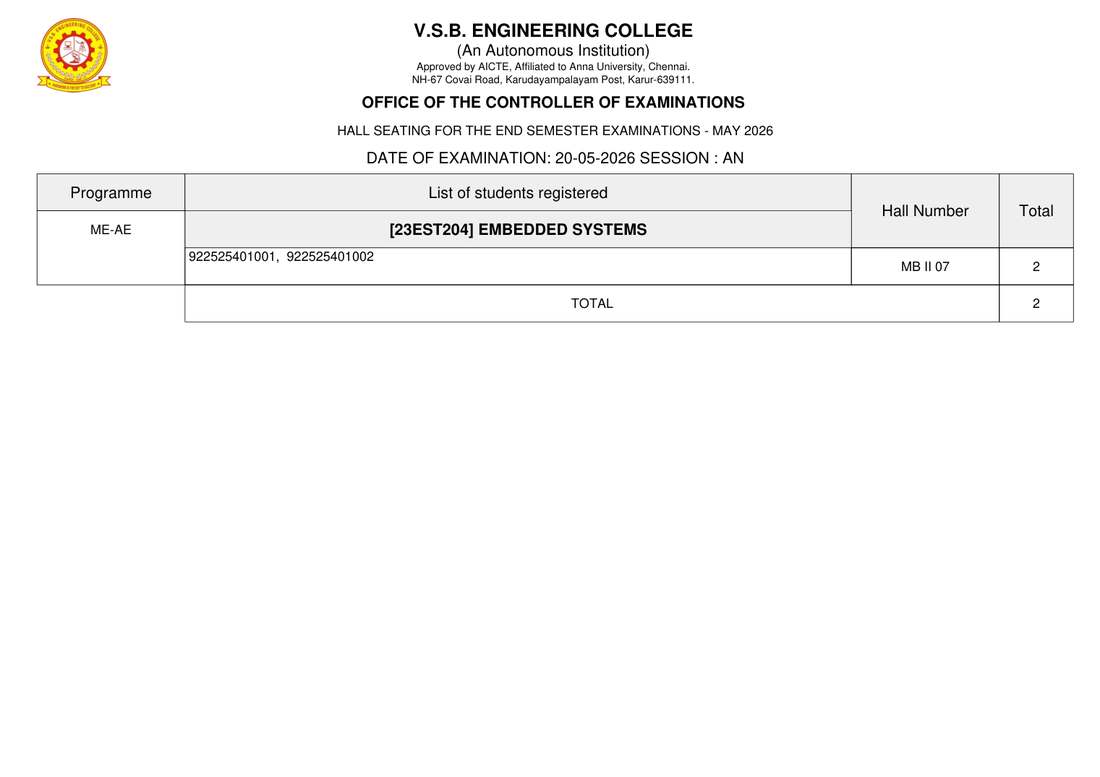 V.S.B. ENGINEERING COLLEGE
(An Autonomous Institution)
Approved by AICTE, Affiliated to Anna University, Chennai.
NH-67 Covai Road, Karudayampalayam Post, Karur-639111.
OFFICE OF THE CONTROLLER OF EXAMINATIONS
HALL SEATING FOR THE END SEMESTER EXAMINATIONS - MAY 2026
DATE OF EXAMINATION: 20-05-2026 SESSION : AN
Programme List of students registered Hall Number Total
ME-AE [23EST204] EMBEDDED SYSTEMS
922525401001, 922525401002 MB II 07 2
TOTAL 2